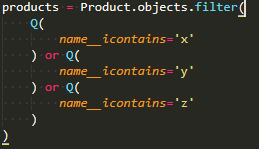 products = Product.objects.filter(
    Q(
        name__icontains='x'
    ) or Q(
        name__icontains='y'
    ) or Q(
        name__icontains='z'
    )
)